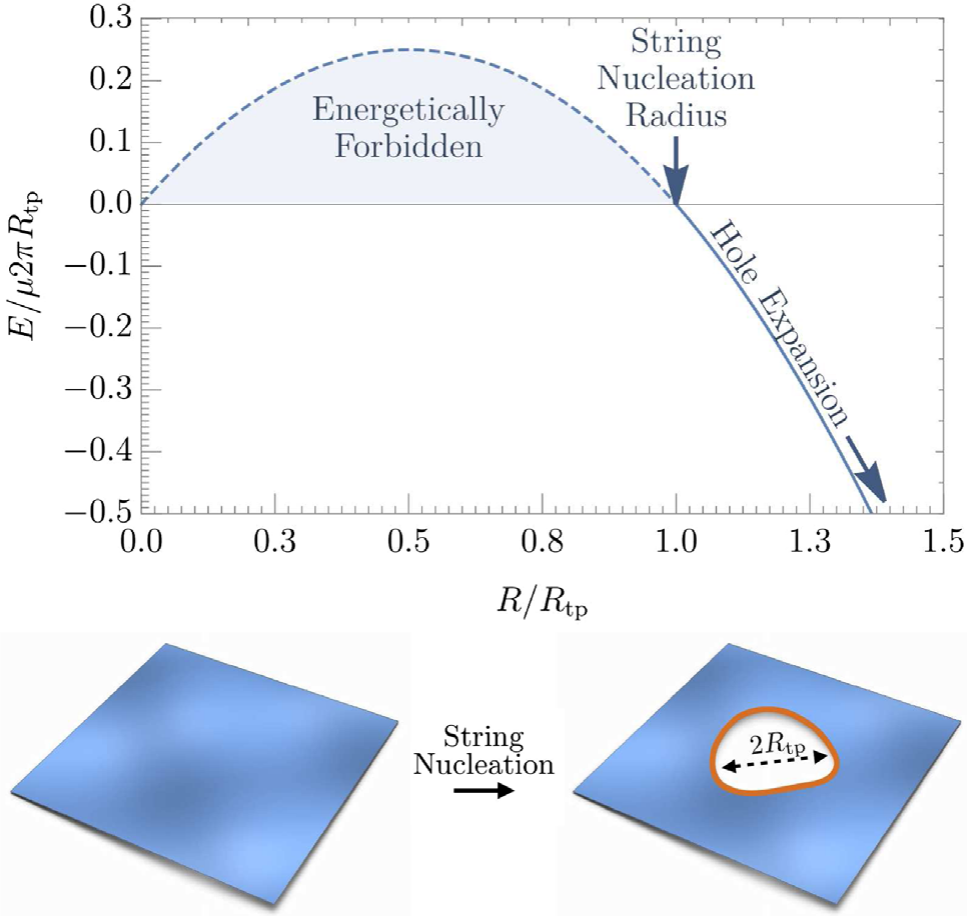 0.3
0.2
0.1
0.0
−0.1
−0.2
−0.3
−0.4
−0.5
E/μ2πR_tp
String
Nucleation
Radius
Energetically
Forbidden
Hole Expansion
0.0 0.3 0.5 0.8 1.0 1.3 1.5
R/R_tp
String
Nucleation
2R_tp